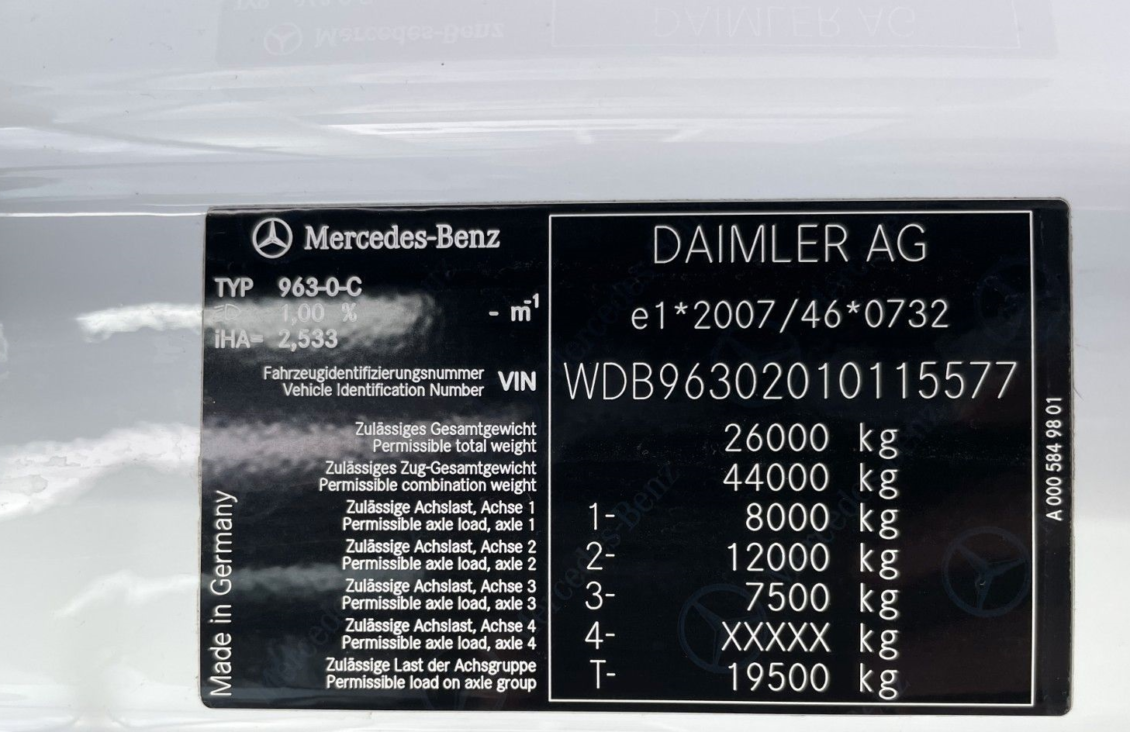 Mercedes-Benz
DAIMLER AG
TYP 963-0-C
1,00 % - m-1
iHA= 2,533
e1*2007/46*0732
Fahrzeugidentifizierungsnummer
Vehicle Identification Number VIN WDB96302010115577
Zulässiges Gesamtgewicht
Permissible total weight 26000 kg
Zulässiges Zug-Gesamtgewicht
Permissible combination weight 44000 kg
Zulässige Achslast, Achse 1
Permissible axle load, axle 1 1- 8000 kg
Zulässige Achslast, Achse 2
Permissible axle load, axle 2 2- 12000 kg
Zulässige Achslast, Achse 3
Permissible axle load, axle 3 3- 7500 kg
Zulässige Achslast, Achse 4
Permissible axle load, axle 4 4- XXXXX kg
Zulässige Last der Achsgruppe
Permissible load on axle group T- 19500 kg
Made in Germany
A 000 584 98 01